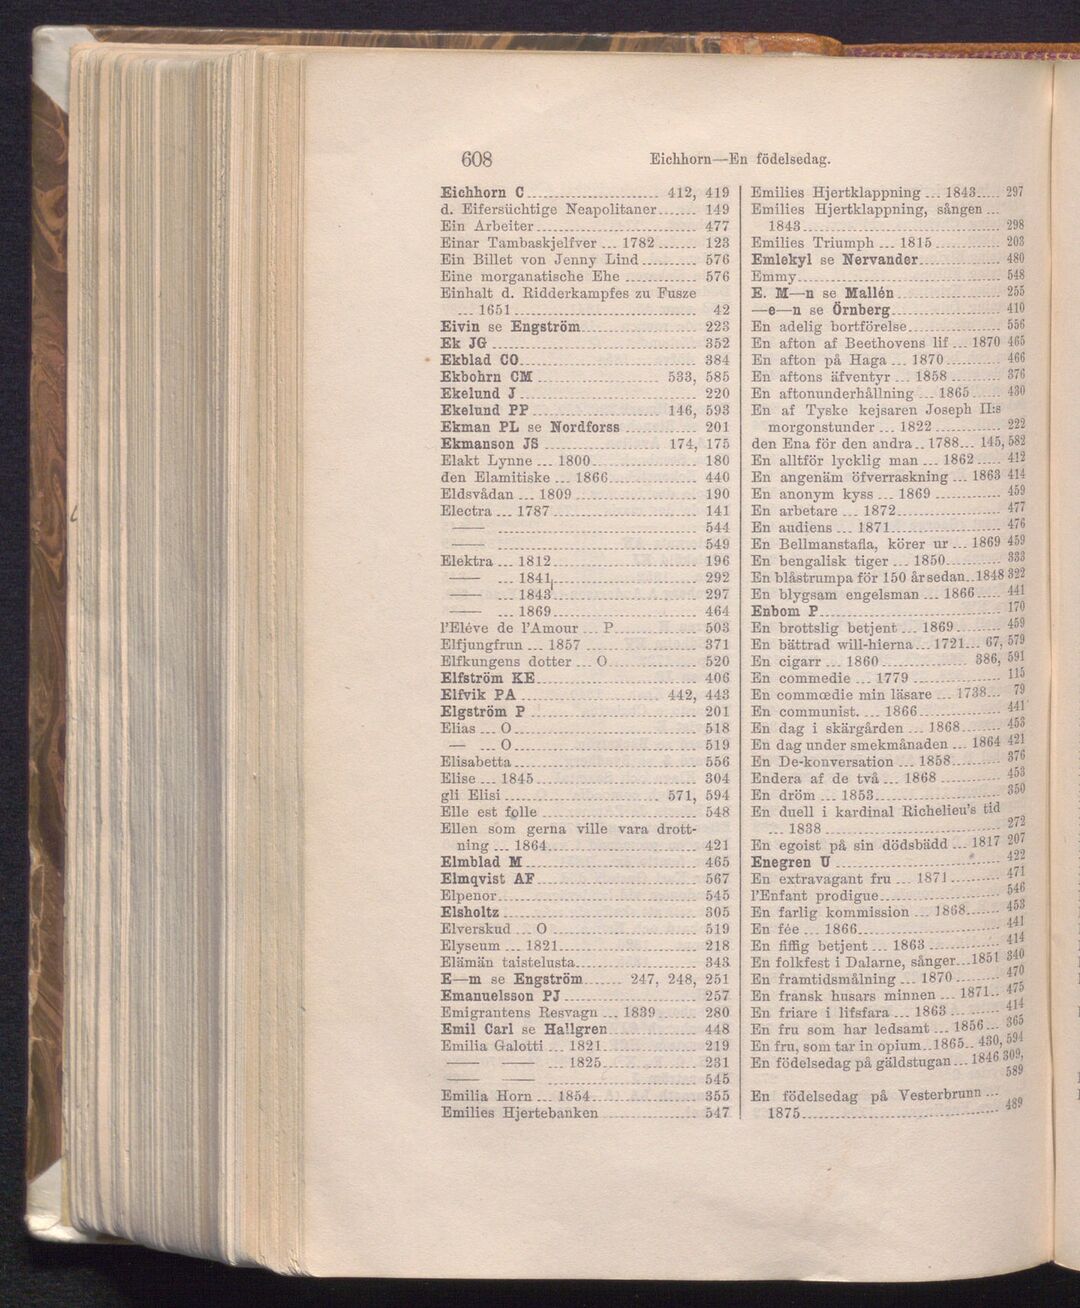 608
Eichhorn—En födelsedag.
Eichhorn C 412, 419
d. Eifersüchtige Neapolitaner 149
Ein Arbeiter 477
Einar Tambaskjelfver ... 1782 123
Ein Billet von Jenny Lind 576
Eine morganatische Ehe 576
Einhalt d. Ridderkampfes zu Fusze
... 1651 42
Eivin se Engström 223
Ek JG 352
Ekblad CO 384
Ekbohrn CM 533, 585
Ekelund J 220
Ekelund PP 146, 593
Ekman PL se Nordforss 201
Ekmanson JS 174, 175
Elakt Lynne ... 1800 180
den Elamitiske ... 1866 440
Eldsvådan ... 1809 190
Electra ... 1787 141
—— 544
—— 549
Elektra ... 1812 196
—— ... 1841 292
—— ... 1843 297
—— ... 1869 464
l'Eléve de l'Amour ... P 503
Elfjungfrun ... 1857 371
Elfkungens dotter ... O 520
Elfström KE 406
Elfvik PA 442, 443
Elgström P 201
Elias ... O 518
— ... O 519
Elisabetta 556
Elise ... 1845 304
gli Elisi 571, 594
Elle est folle 548
Ellen som gerna ville vara drott-
ning ... 1864 421
Elmblad M 465
Elmqvist AF 567
Elpenor 545
Elsholtz 305
Elverskud ... O 519
Elyseum ... 1821 218
Elämän taistelusta 343
E—m se Engström 247, 248, 251
Emanuelsson PJ 257
Emigrantens Resvagn ... 1839 280
Emil Carl se Hallgren 448
Emilia Galotti ... 1821 219
—— —— ... 1825 231
—— —— 545
Emilia Horn ... 1854 355
Emilies Hjertebanken 547
Emilies Hjertklappning ... 1843 297
Emilies Hjertklappning, sången ...
1843 298
Emilies Triumph ... 1815 203
Emlekyl se Nervander 480
Emmy 548
E. M—n se Mallén 255
—e—n se Örnberg 410
En adelig bortförelse 556
En afton af Beethovens lif ... 1870 465
En afton på Haga ... 1870 466
En aftons äfventyr ... 1858 376
En aftonunderhållning ... 1865 430
En af Tyske kejsaren Joseph II:s
morgonstunder ... 1822 222
den Ena för den andra .. 1788 ... 145, 582
En alltför lycklig man ... 1862 412
En angenäm öfverraskning ... 1863 414
En anonym kyss ... 1869 459
En arbetare ... 1872 477
En audiens ... 1871 476
En Bellmanstafla, körer ur ... 1869 459
En bengalisk tiger ... 1850 333
En blåstrumpa för 150 år sedan .. 1848 322
En blygsam engelsman ... 1866 441
Enbom P 170
En brottslig betjent ... 1869 459
En bättrad will-hierna ... 1721 ... 67, 579
En cigarr ... 1860 386, 591
En commedie ... 1779 115
En commœdie min läsare ... 1738 ... 79
En communist. ... 1866 441
En dag i skärgården ... 1868 453
En dag under smekmånaden ... 1864 421
En De-konversation ... 1858 376
Endera af de två ... 1868 453
En dröm ... 1853 350
En duell i kardinal Richelieu's tid
... 1838 272
En egoist på sin dödsbädd ... 1817 207
Enegren U 422
En extravagant fru ... 1871 471
l'Enfant prodigue 546
En farlig kommission ... 1868 453
En fée ... 1866 441
En fiffig betjent ... 1863 414
En folkfest i Dalarne, sånger ... 1851 340
En framtidsmålning ... 1870 470
En fransk husars minnen ... 1871 .. 475
En friare i lifsfara ... 1863 414
En fru som har ledsamt ... 1856 ... 365
En fru, som tar in opium .. 1865 .. 430, 594
En födelsedag på gäldstugan ... 1846 309,
589
En födelsedag på Vesterbrunn ...
1875 489